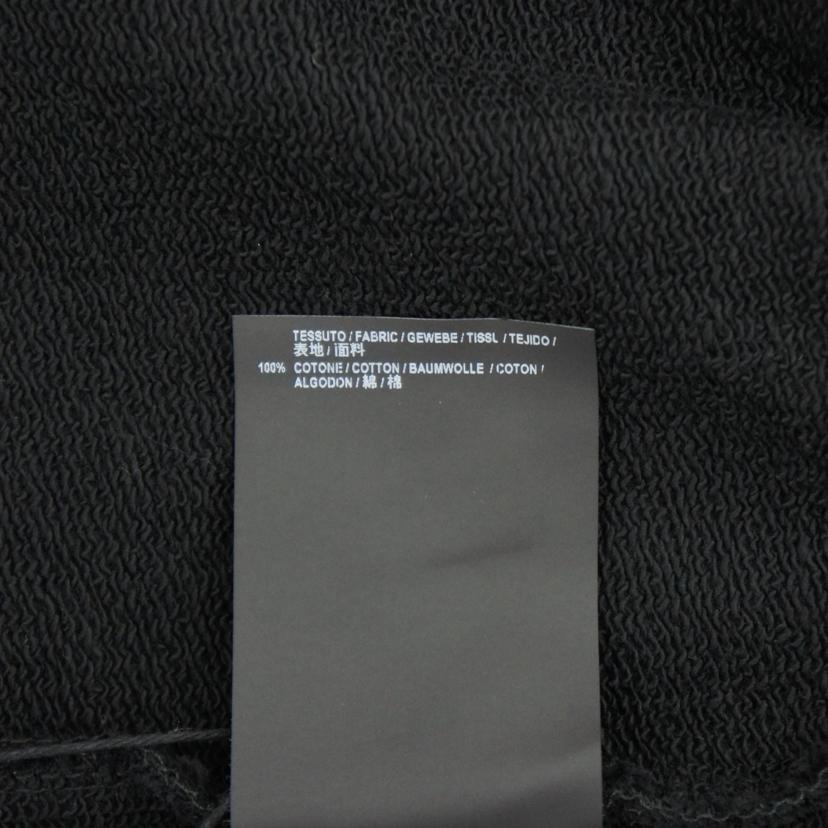 TESSUTO / FABRIC / GEWEBE / TISSU / TEJIDO /
表地 / 面料
100% COTONE / COTTON / BAUMWOLLE / COTON /
ALGODON / 綿 / 棉